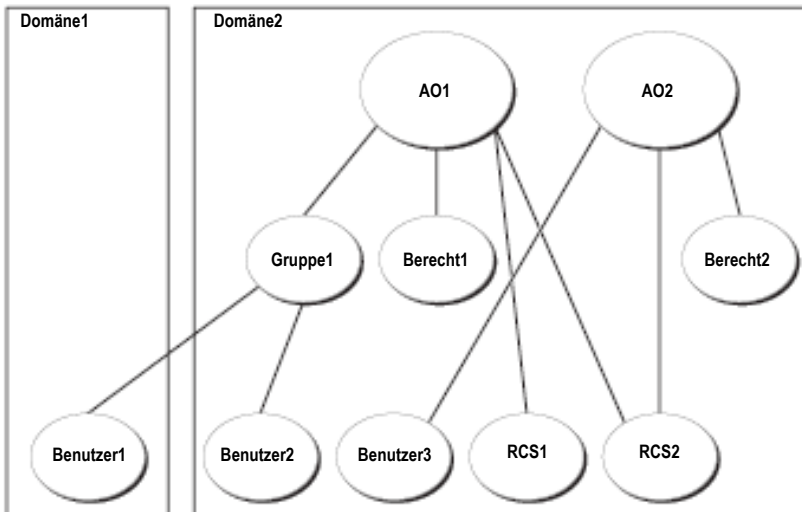 Domäne1
Domäne2
AO1
AO2
Gruppe1
Berecht1
Berecht2
Benutzer1
Benutzer2
Benutzer3
RCS1
RCS2